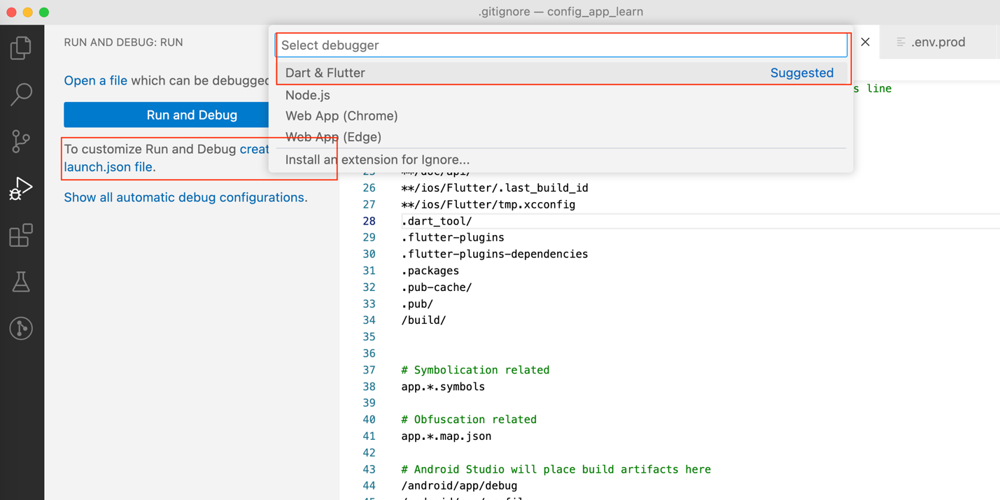 .gitignore — config_app_learn
RUN AND DEBUG: RUN
Open a file which can be debugged
Run and Debug
To customize Run and Debug creat
launch.json file.
Show all automatic debug configurations.
Select debugger
Dart & Flutter Suggested
Node.js
Web App (Chrome)
Web App (Edge)
Install an extension for Ignore...
.env.prod
s line
25 **/doc/api/
26 **/ios/Flutter/.last_build_id
27 **/ios/Flutter/tmp.xcconfig
28 .dart_tool/
29 .flutter-plugins
30 .flutter-plugins-dependencies
31 .packages
32 .pub-cache/
33 .pub/
34 /build/
35
36
37 # Symbolication related
38 app.*.symbols
39
40 # Obfuscation related
41 app.*.map.json
42
43 # Android Studio will place build artifacts here
44 /android/app/debug